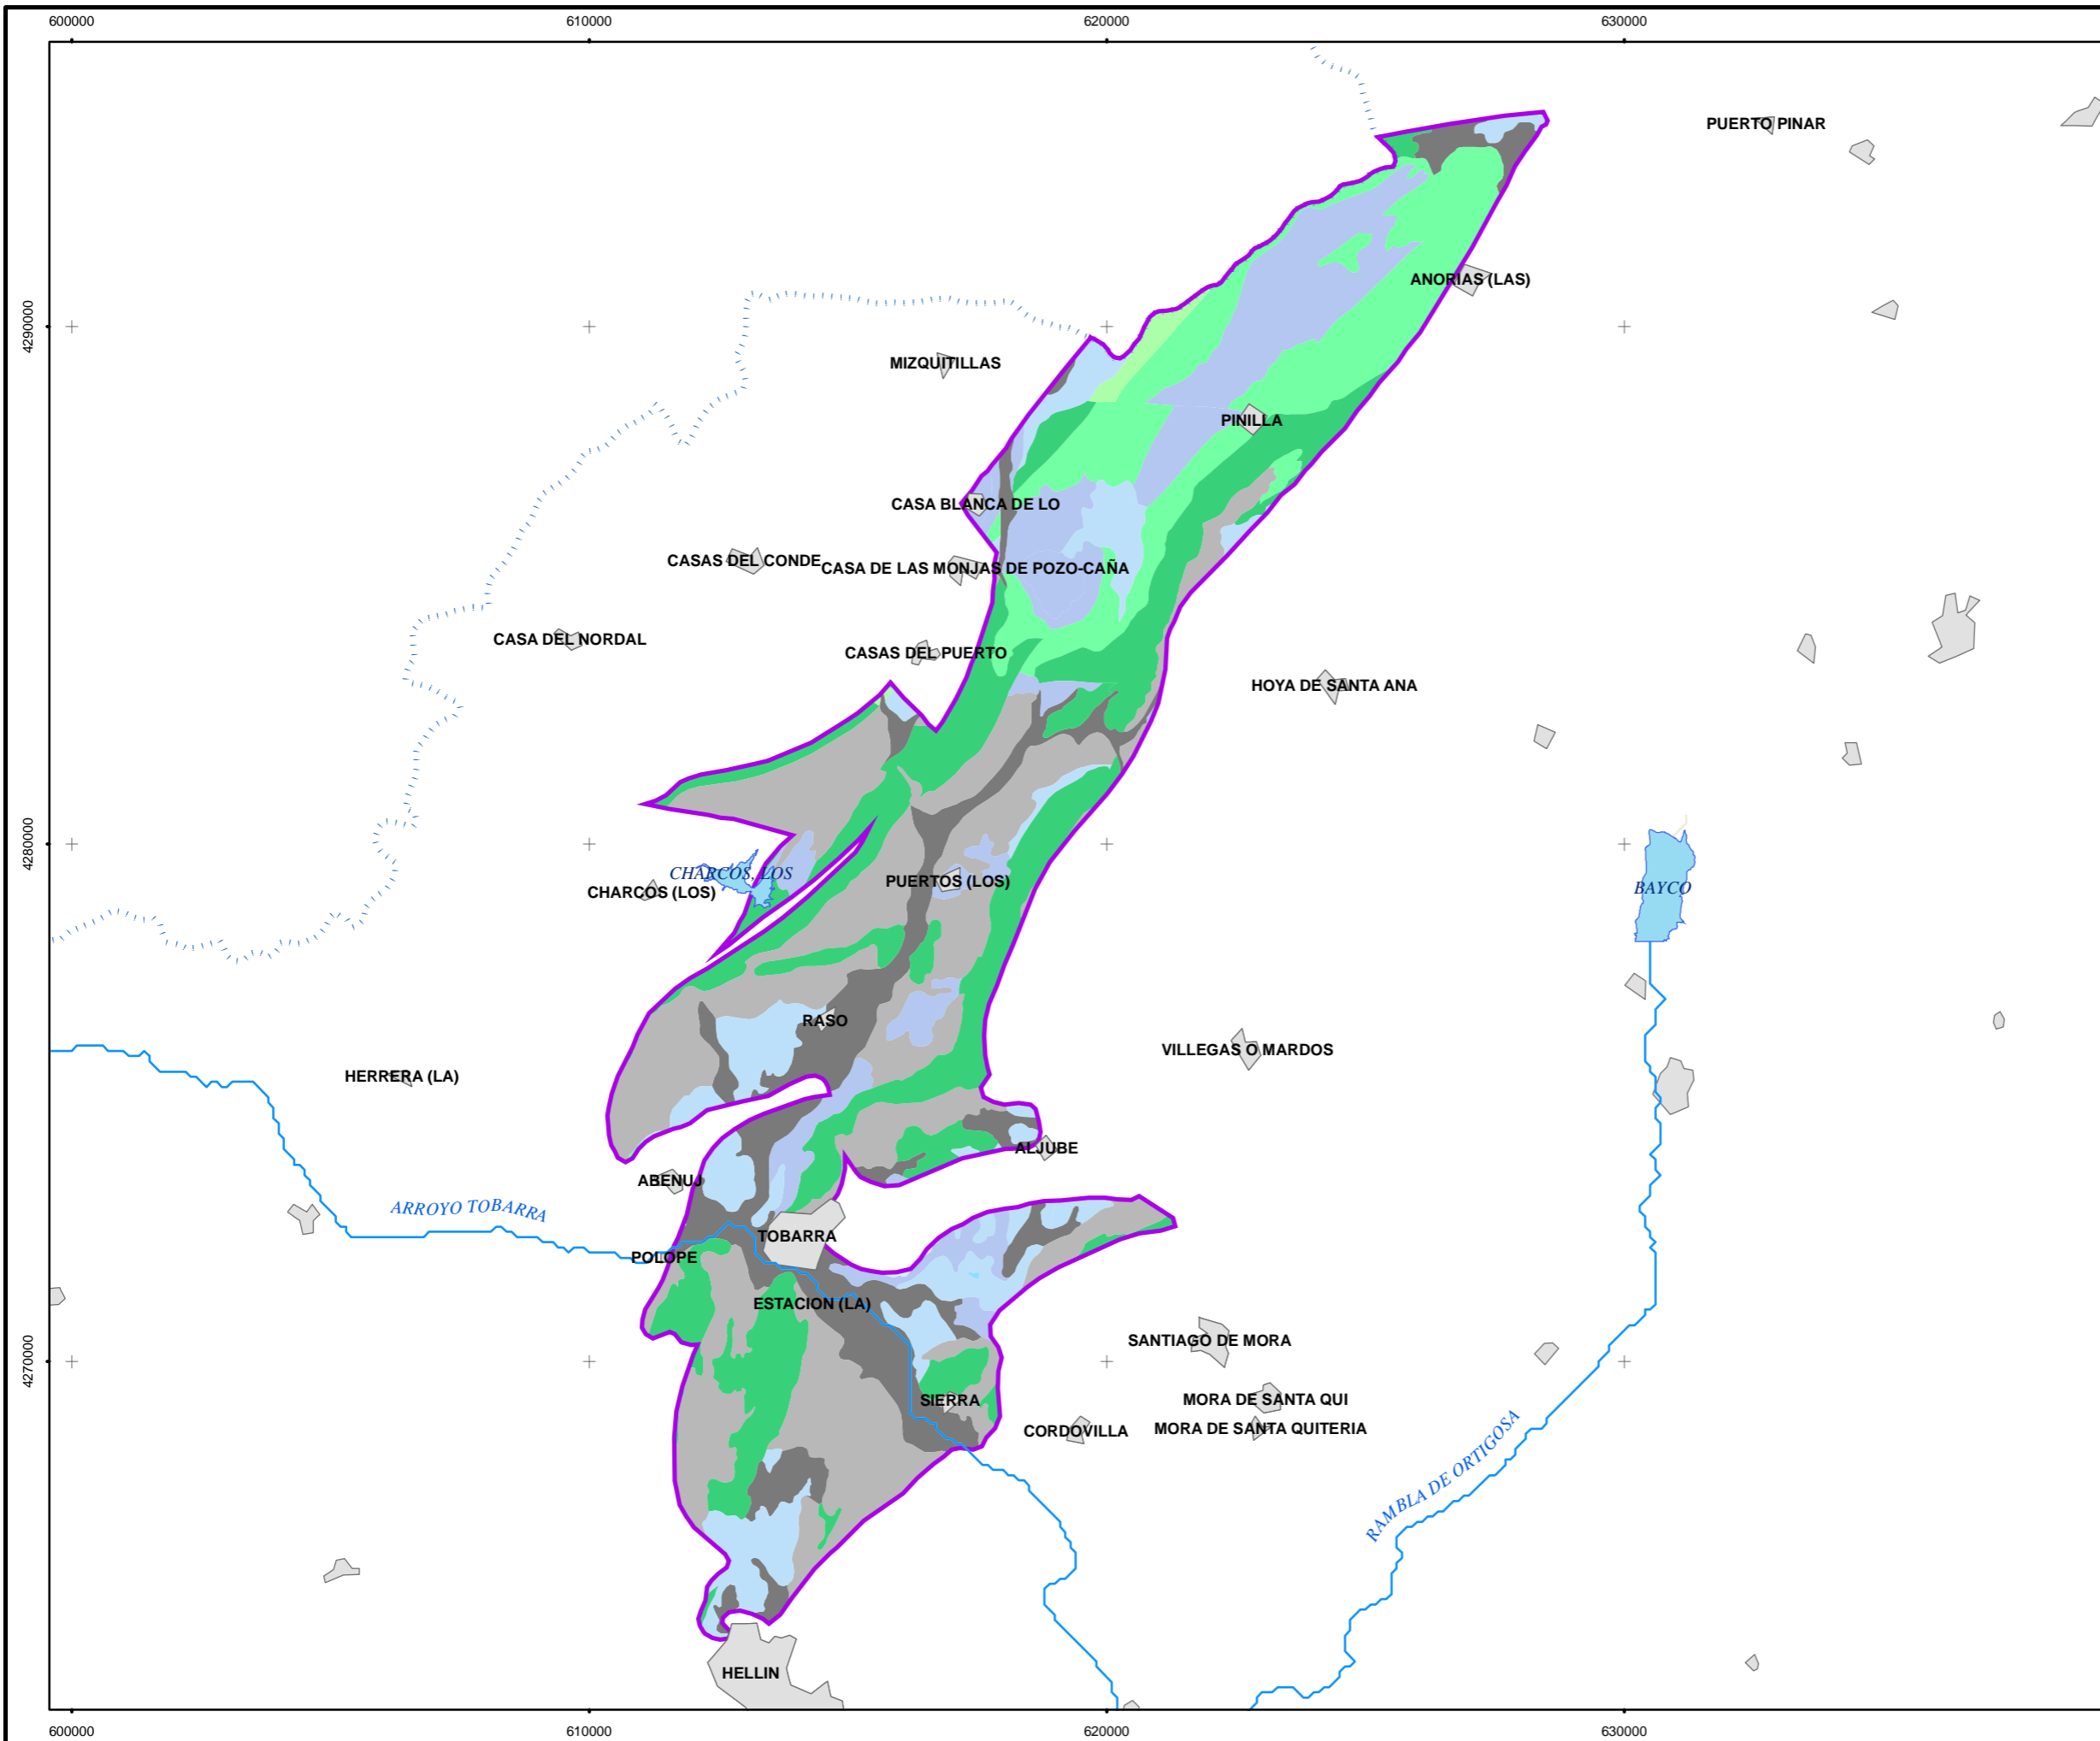 600000
610000
620000
630000
PUERTO PINAR
ANORIAS (LAS)
4290000
MIZQUITILLAS
PINILLA
CASA BLANCA DE LO
CASAS DEL CONDE
CASA DE LAS MONJAS DE POZO-CAÑA
CASA DEL NORDAL
CASAS DEL PUERTO
HOYA DE SANTA ANA
4280000
CHARCOS, LOS
PUERTOS (LOS)
BAYCO
CHARCOS (LOS)
RASO
VILLEGAS O MARDOS
HERRERA (LA)
ALJUBE
ABENUJ
ARROYO TOBARRA
TOBARRA
POLOPE
ESTACION (LA)
SANTIAGO DE MORA
4270000
SIERRA
MORA DE SANTA QUI
CORDOVILLA
MORA DE SANTA QUITERIA
RAMBLA DE ORTIGOSA
HELLIN
600000
610000
620000
630000